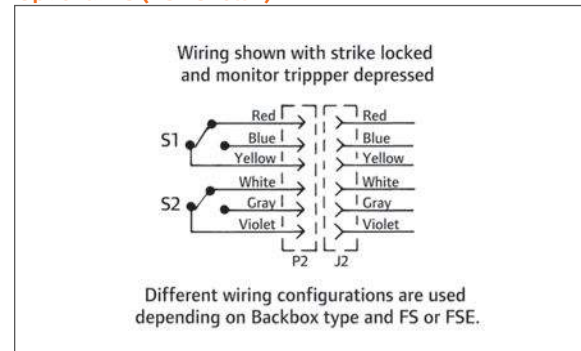 Wiring shown with strike locked
and monitor trippper depressed
Red Red
S1 Blue Blue
Yellow Yellow
White White
S2 Gray Gray
Violet Violet
P2 J2
Different wiring configurations are used
depending on Backbox type and FS or FSE.